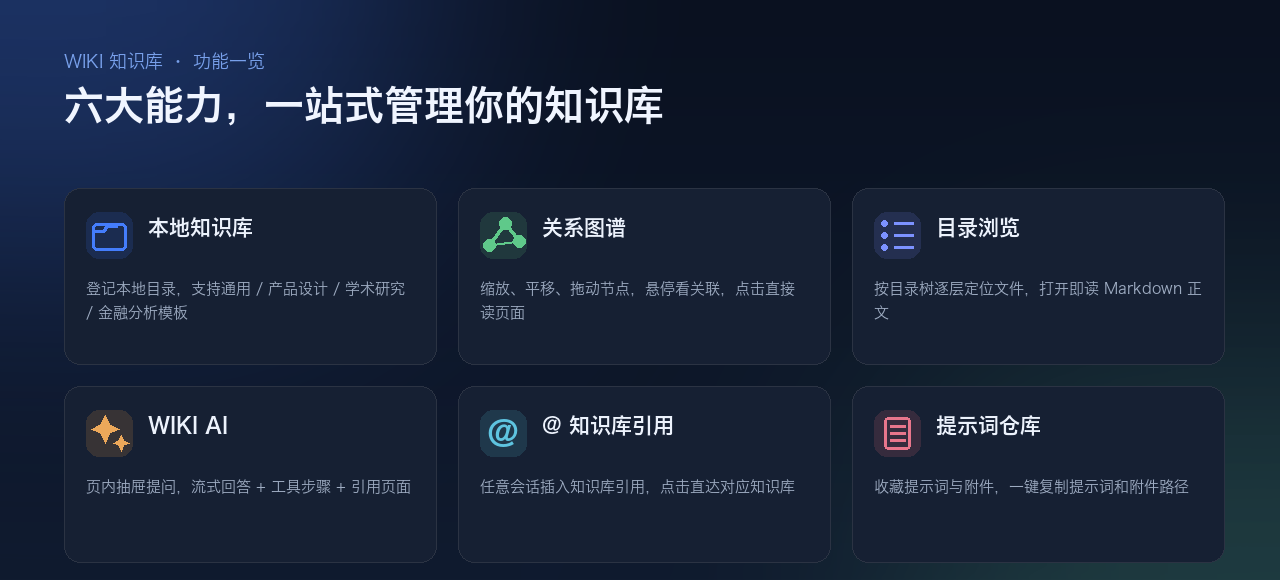 WIKI 知识库 · 功能一览
六大能力，一站式管理你的知识库
本地知识库
登记本地目录，支持通用 / 产品设计 / 学术研究
/ 金融分析模板
关系图谱
缩放、平移、拖动节点，悬停看关联，点击直接
读页面
目录浏览
按目录树逐层定位文件，打开即读 Markdown 正
文
WIKI AI
页内抽屉提问，流式回答 + 工具步骤 + 引用页面
@
@ 知识库引用
任意会话插入知识库引用，点击直达对应知识库
提示词仓库
收藏提示词与附件，一键复制提示词和附件路径